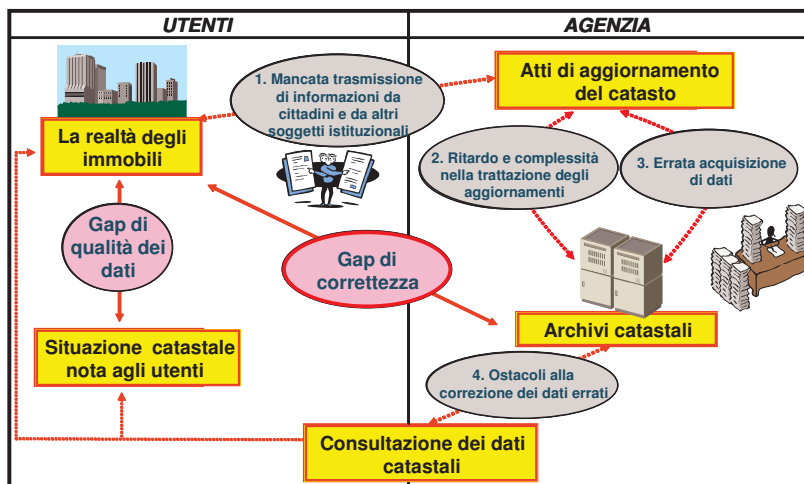 UTENTI
AGENZIA
1. Mancata trasmissione
di informazioni da
cittadini e da altri
soggetti istituzionali
Atti di aggiornamento
del catasto
La realtà degli
immobili
2. Ritardo e complessità
nella trattazione degli
aggiornamenti
3. Errata acquisizione
di dati
Gap di
qualità dei
dati
Gap di
correttezza
Archivi catastali
Situazione catastale
nota agli utenti
4. Ostacoli alla
correzione dei dati errati
Consultazione dei dati
catastali